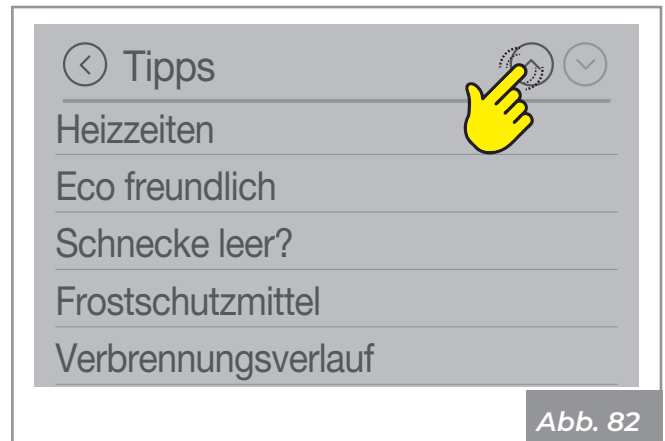 Tipps
Heizzeiten
Eco freundlich
Schnecke leer?
Frostschutzmittel
Verbrennungsverlauf
Abb. 82